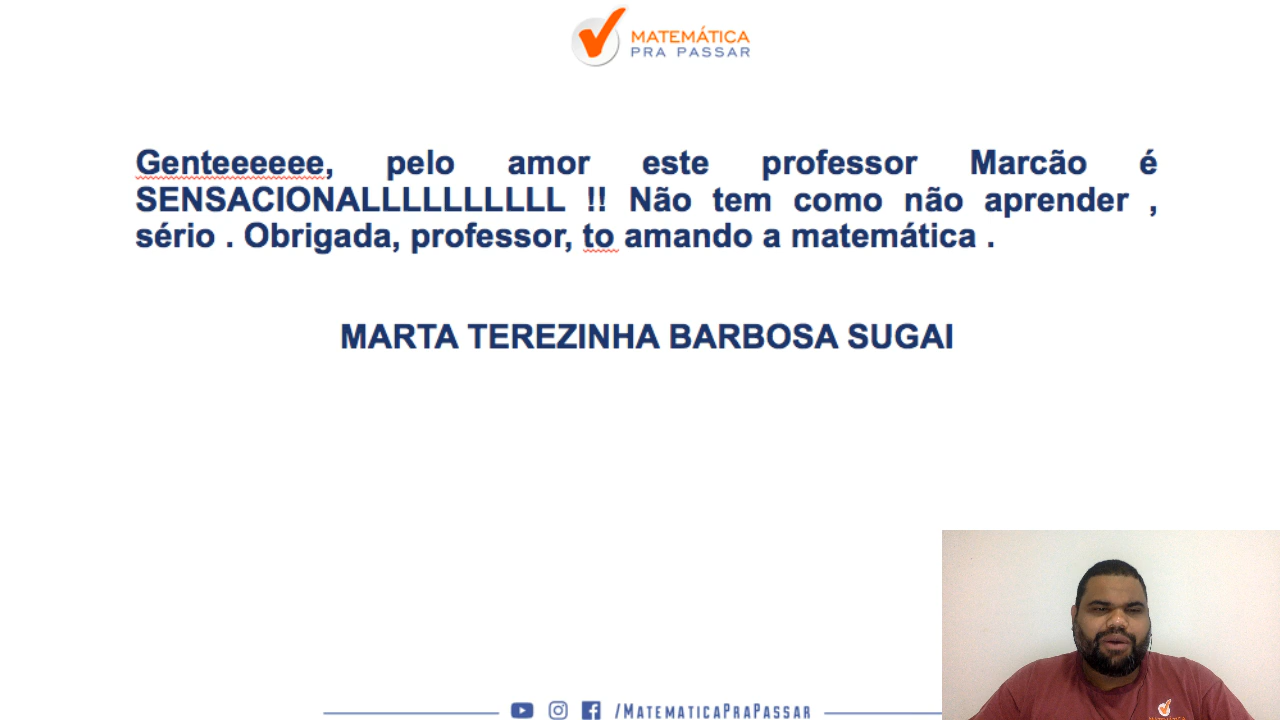 MATEMÁTICA
PRA PASSAR
Genteeeeee, pelo amor este professor Marcão é
SENSACIONALLLLLLLLLL !! Não tem como não aprender ,
sério . Obrigada, professor, to amando a matemática .
MARTA TEREZINHA BARBOSA SUGAI
/MATEMATICAPRAPASSAR